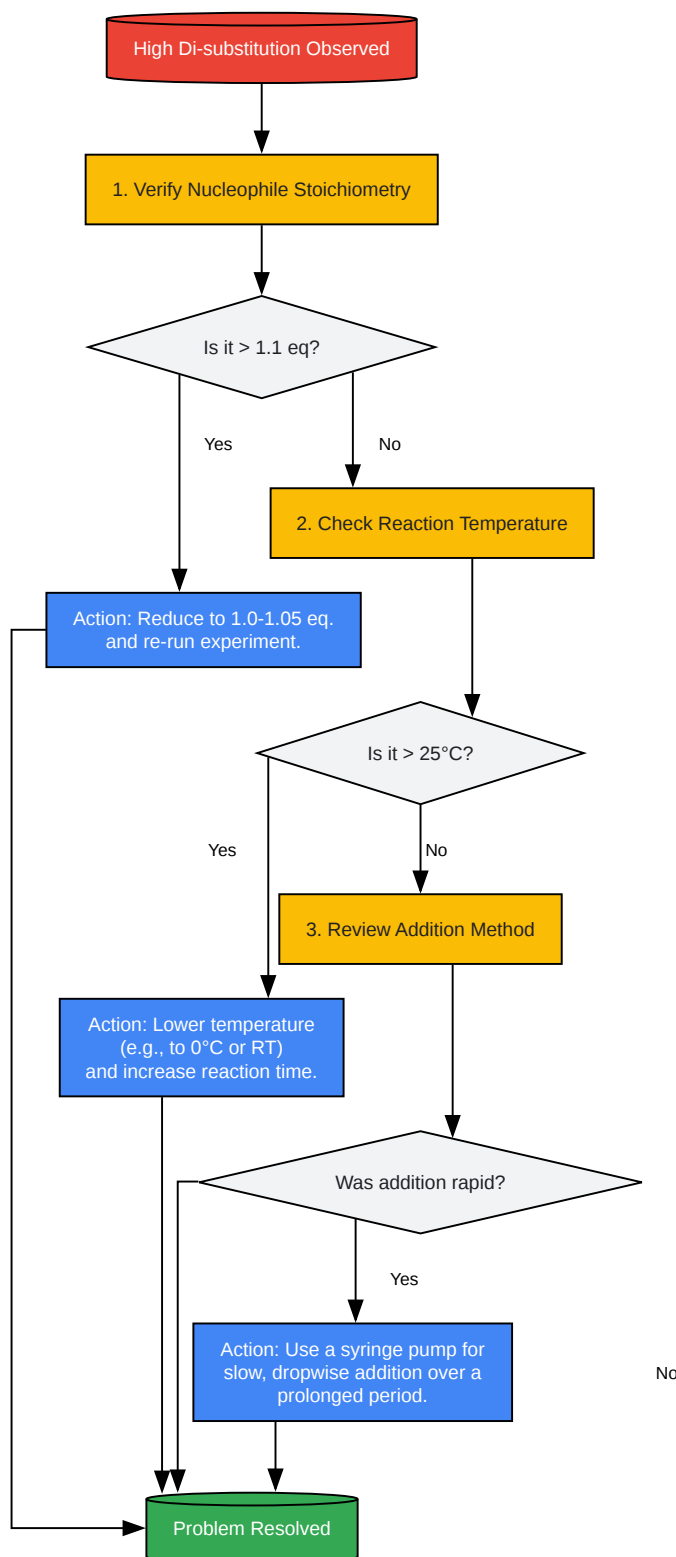 High Di-substitution Observed
1. Verify Nucleophile Stoichiometry
Is it > 1.1 eq?
Yes
No
2. Check Reaction Temperature
Action: Reduce to 1.0-1.05 eq.
and re-run experiment.
Is it > 25°C?
Yes
No
3. Review Addition Method
Action: Lower temperature
(e.g., to 0°C or RT)
and increase reaction time.
Was addition rapid?
Yes
Action: Use a syringe pump for
slow, dropwise addition over a
prolonged period.
No
Problem Resolved